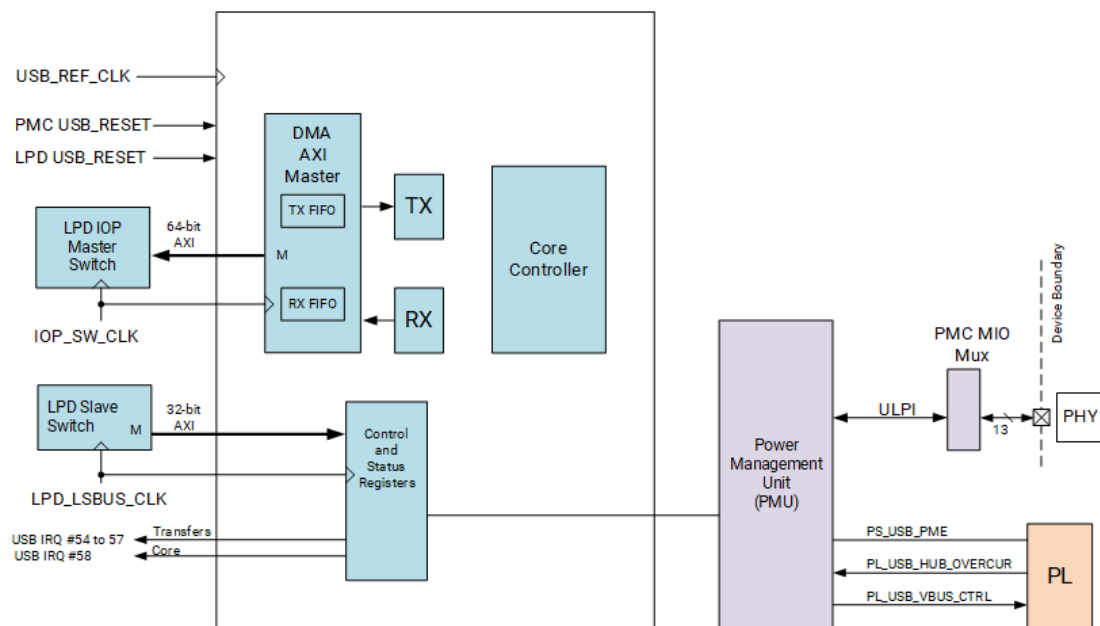 USB_REF_CLK
PMC USB_RESET
LPD USB_RESET
DMA
AXI
Master
TX FIFO
M
RX FIFO
TX
RX
Core
Controller
LPD IOP
Master
Switch
64-bit
AXI
IOP_SW_CLK
LPD Slave
Switch
M
32-bit
AXI
LPD_LSBUS_CLK
Control
and
Status
Registers
USB IRQ #54 to 57
Transfers
USB IRQ #58
Core
Power
Management
Unit
(PMU)
ULPI
PMC MIO
Mux
13
Device Boundary
PHY
PS_USB_PME
PL_USB_HUB_OVERCUR
PL_USB_VBUS_CTRL
PL